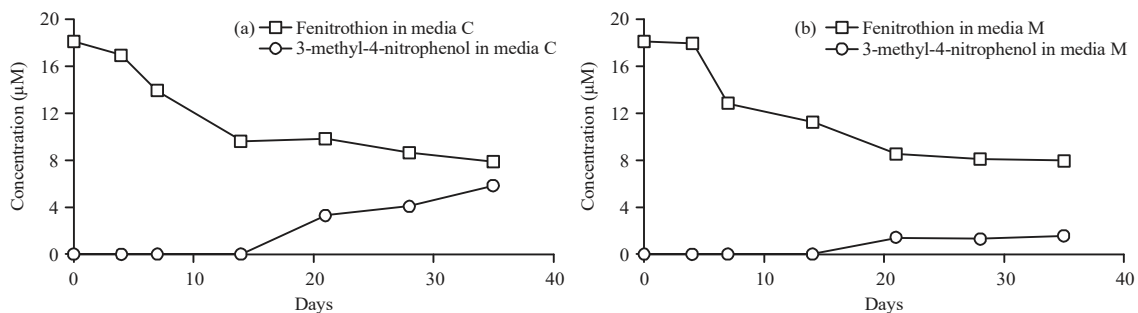 (a) Fenitrothion in media C
3-methyl-4-nitrophenol in media C
20
16
12
8
4
0
Concentration (µM)
0 10 20 30 40
Days
(b) Fenitrothion in media M
3-methyl-4-nitrophenol in media M
20
16
12
8
4
0
Concentration (µM)
0 10 20 30 40
Days